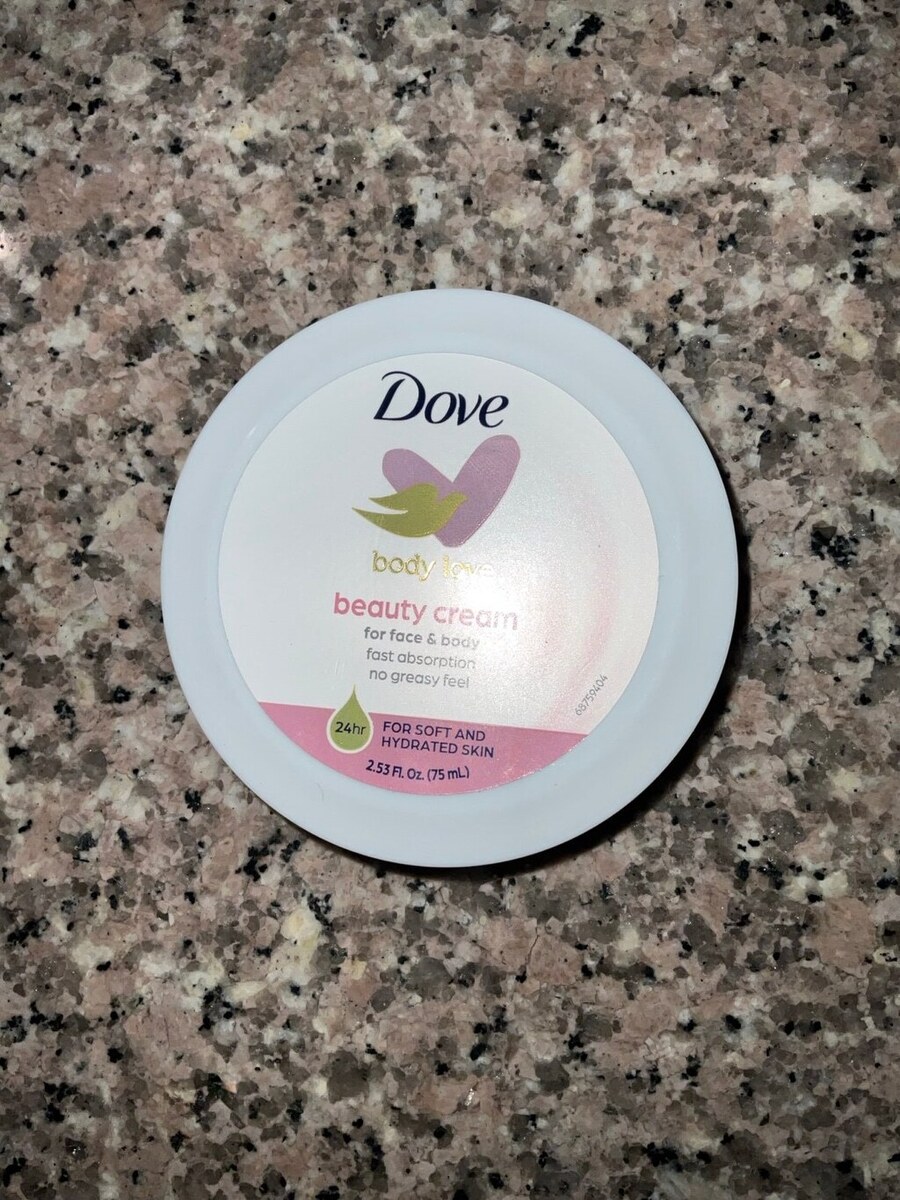 Dove
body love
beauty cream
for face & body
fast absorption
no greasy feel
68759404
24hr
FOR SOFT AND
HYDRATED SKIN
2.53 Fl. Oz. (75 mL)